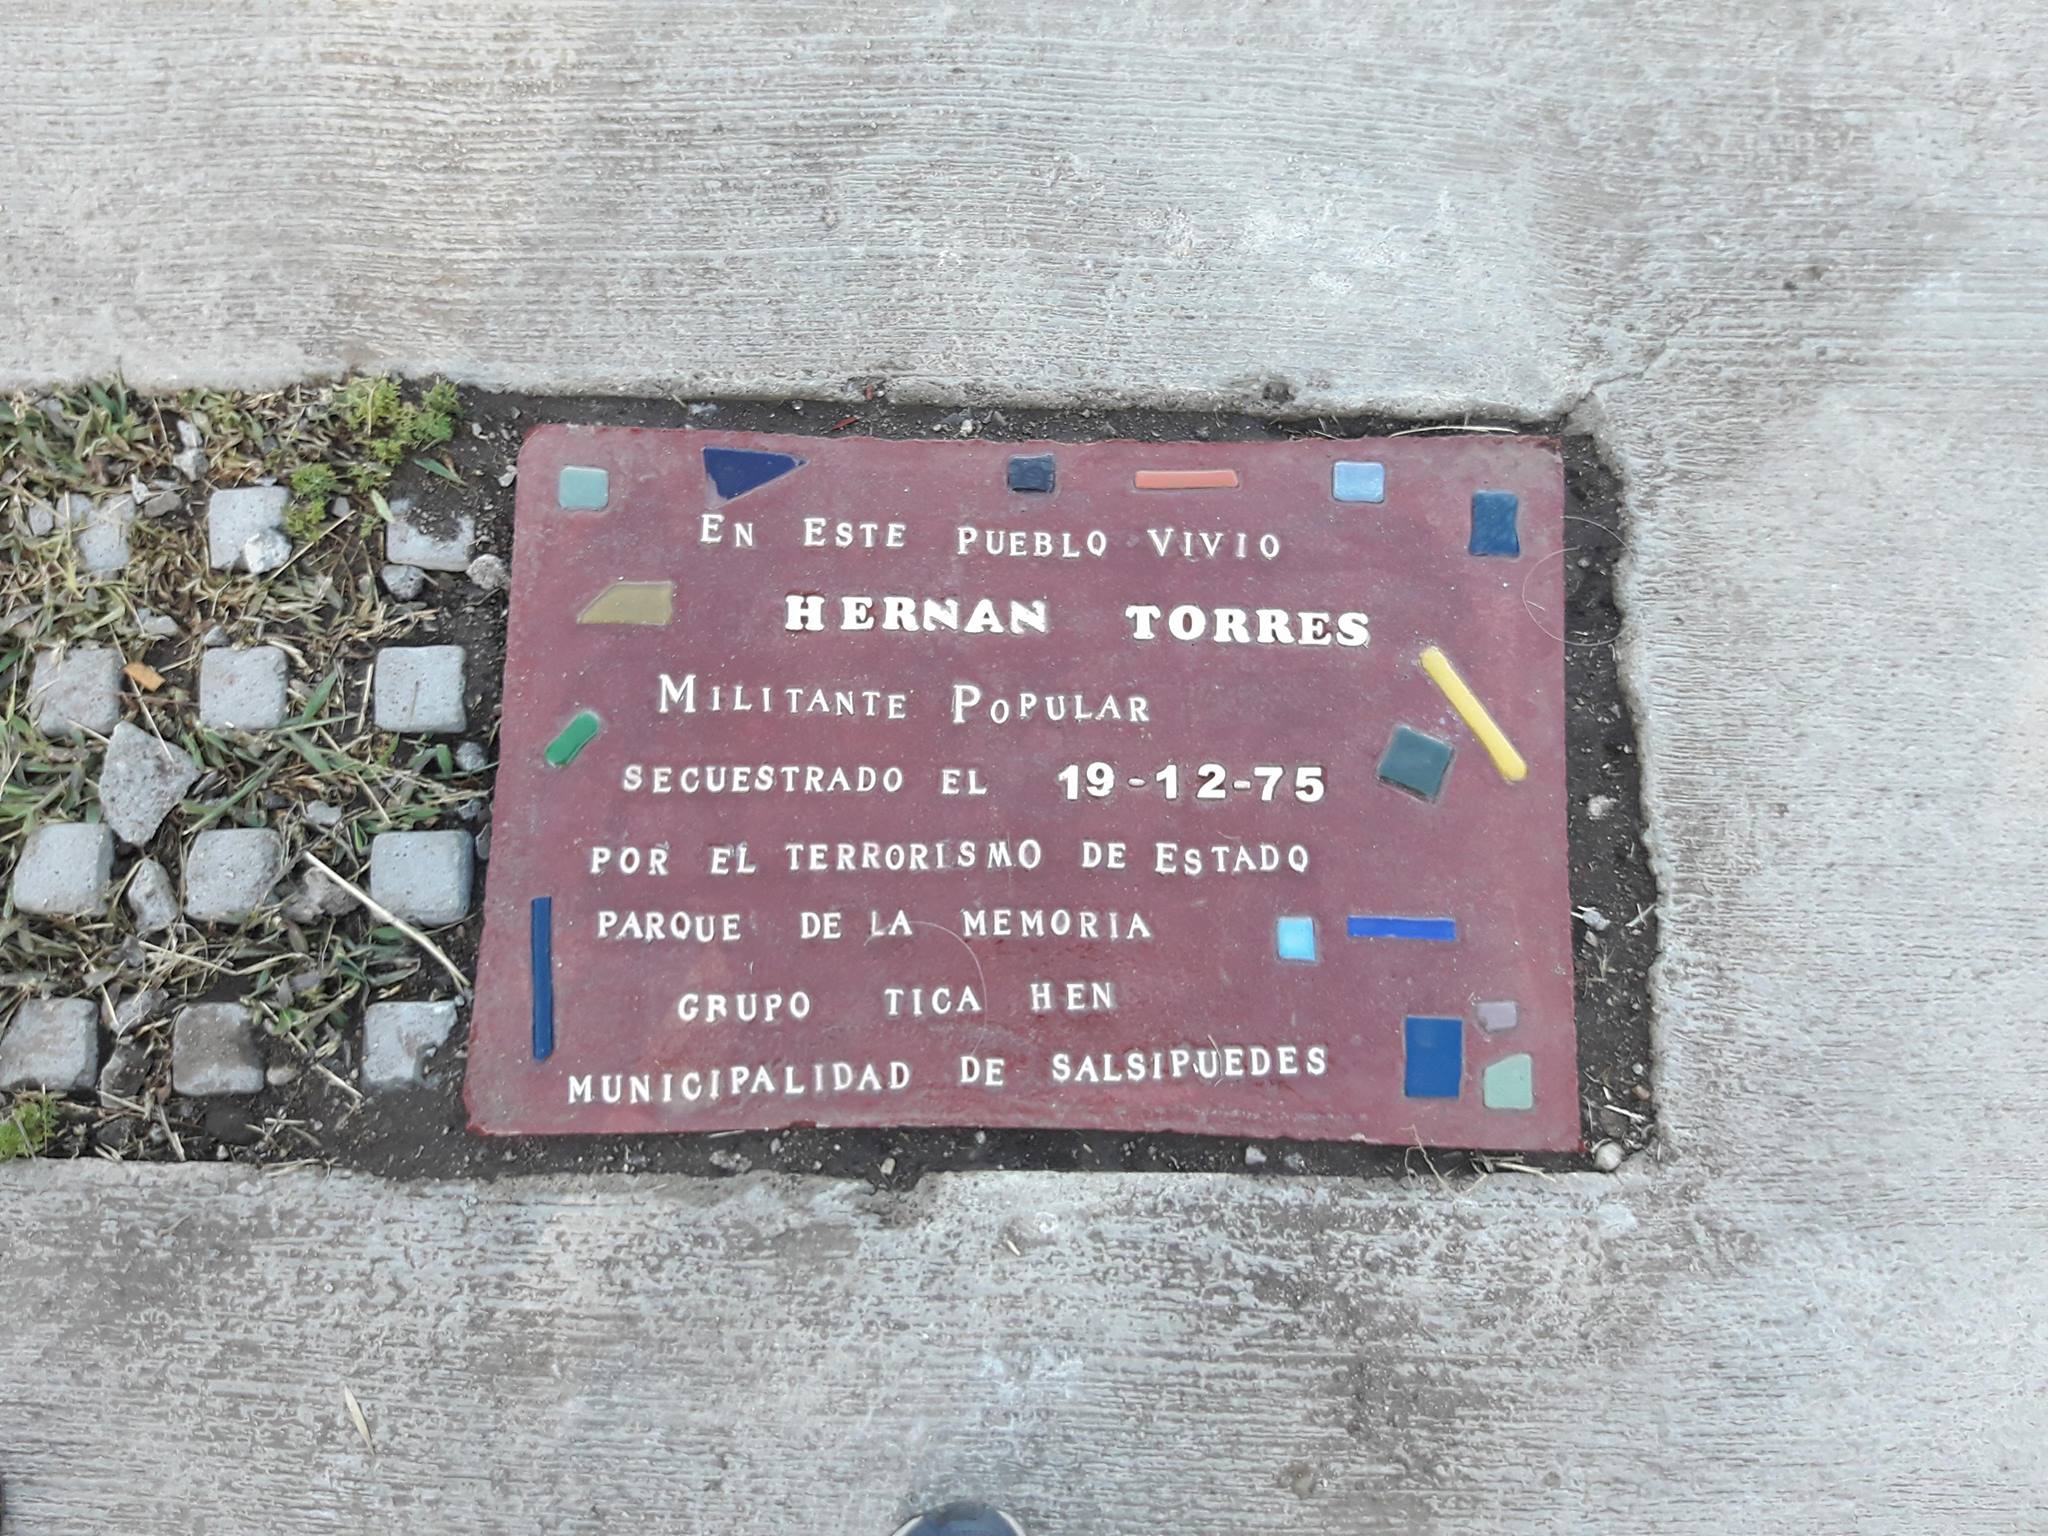 En Este Pueblo vivio
HERNAN TORRES
Militante Popular
SECUESTRADO EL 19-12-75
POR EL TERRORISMO DE ESTADO
PARQUE DE LA MEMORIA
GRUPO TICA HEN
MUNICIPALIDAD DE SALSIPUEDES